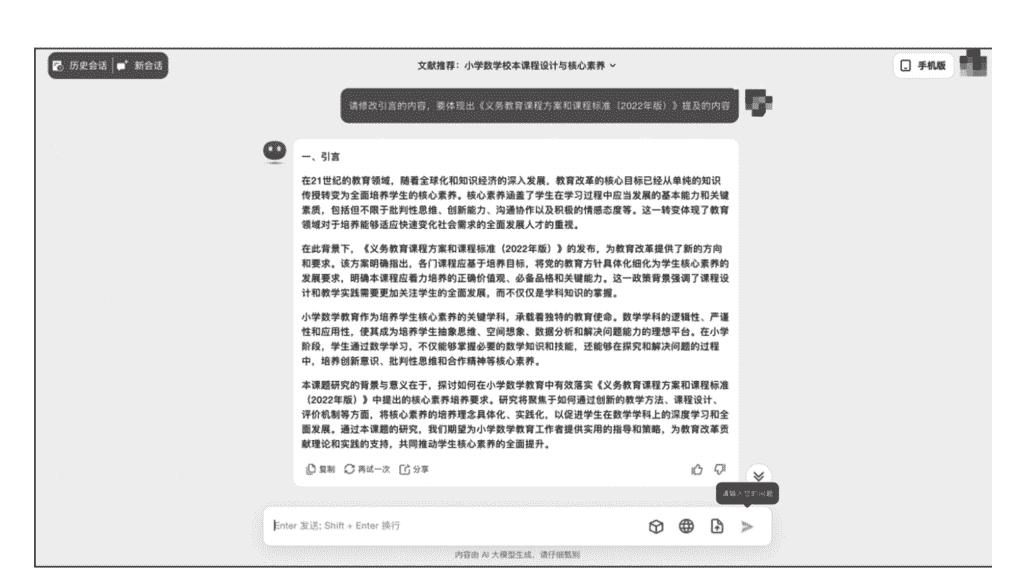 历史会话 新会话
文献推荐：小学数学校本课程设计与核心素养
手机版
请修改引言的内容，要体现出《义务教育课程方案和课程标准（2022年版）》提及的内容
一、引言
在21世纪的教育领域，随着全球化和知识经济的深入发展，教育改革的核心目标已经从单纯的知识
传授转变为全面培养学生的核心素养。核心素养涵盖了学生在学习过程中应当发展的基本能力和关键
素质，包括但不限于批判性思维、创新能力、沟通协作以及积极的情感态度等。这一转变体现了教育
领域对于培养能够适应快速变化社会需求的全面发展人才的重视。
在此背景下，《义务教育课程方案和课程标准（2022年版）》的发布，为教育改革提供了新的方向
和要求。该方案明确指出，各门课程应基于培养目标，将党的教育方针具体化细化为学生核心素养的
发展要求，明确本课程应着力培养的正确价值观、必备品格和关键能力。这一政策背景强调了课程设
计和教学实践需要更加关注学生的全面发展，而不仅仅是学科知识的掌握。
小学数学教育作为培养学生核心素养的关键学科，承载着独特的教育使命。数学学科的逻辑性、严谨
性和应用性，使其成为培养学生抽象思维、空间想象、数据分析和解决问题能力的理想平台。在小学
阶段，学生通过数学学习，不仅能够掌握必要的数学知识和技能，还能够在探究和解决问题的过程
中，培养创新意识、批判性思维和合作精神等核心素养。
本课题研究的背景与意义在于，探讨如何在小学数学教育中有效落实《义务教育课程方案和课程标准
（2022年版）》中提出的核心素养培养要求。研究将聚焦于如何通过创新的教学方法、课程设计、
评价机制等方面，将核心素养的培养理念具体化、实践化，以促进学生在数学学科上的深度学习和全
面发展。通过本课题的研究，我们期望为小学数学教育工作者提供实用的指导和策略，为教育改革贡
献理论和实践的支持，共同推动学生核心素养的全面提升。
复制 再试一次 分享
请输入您的问题
Enter 发送; Shift + Enter 换行
内容由 AI 大模型生成，请仔细甄别